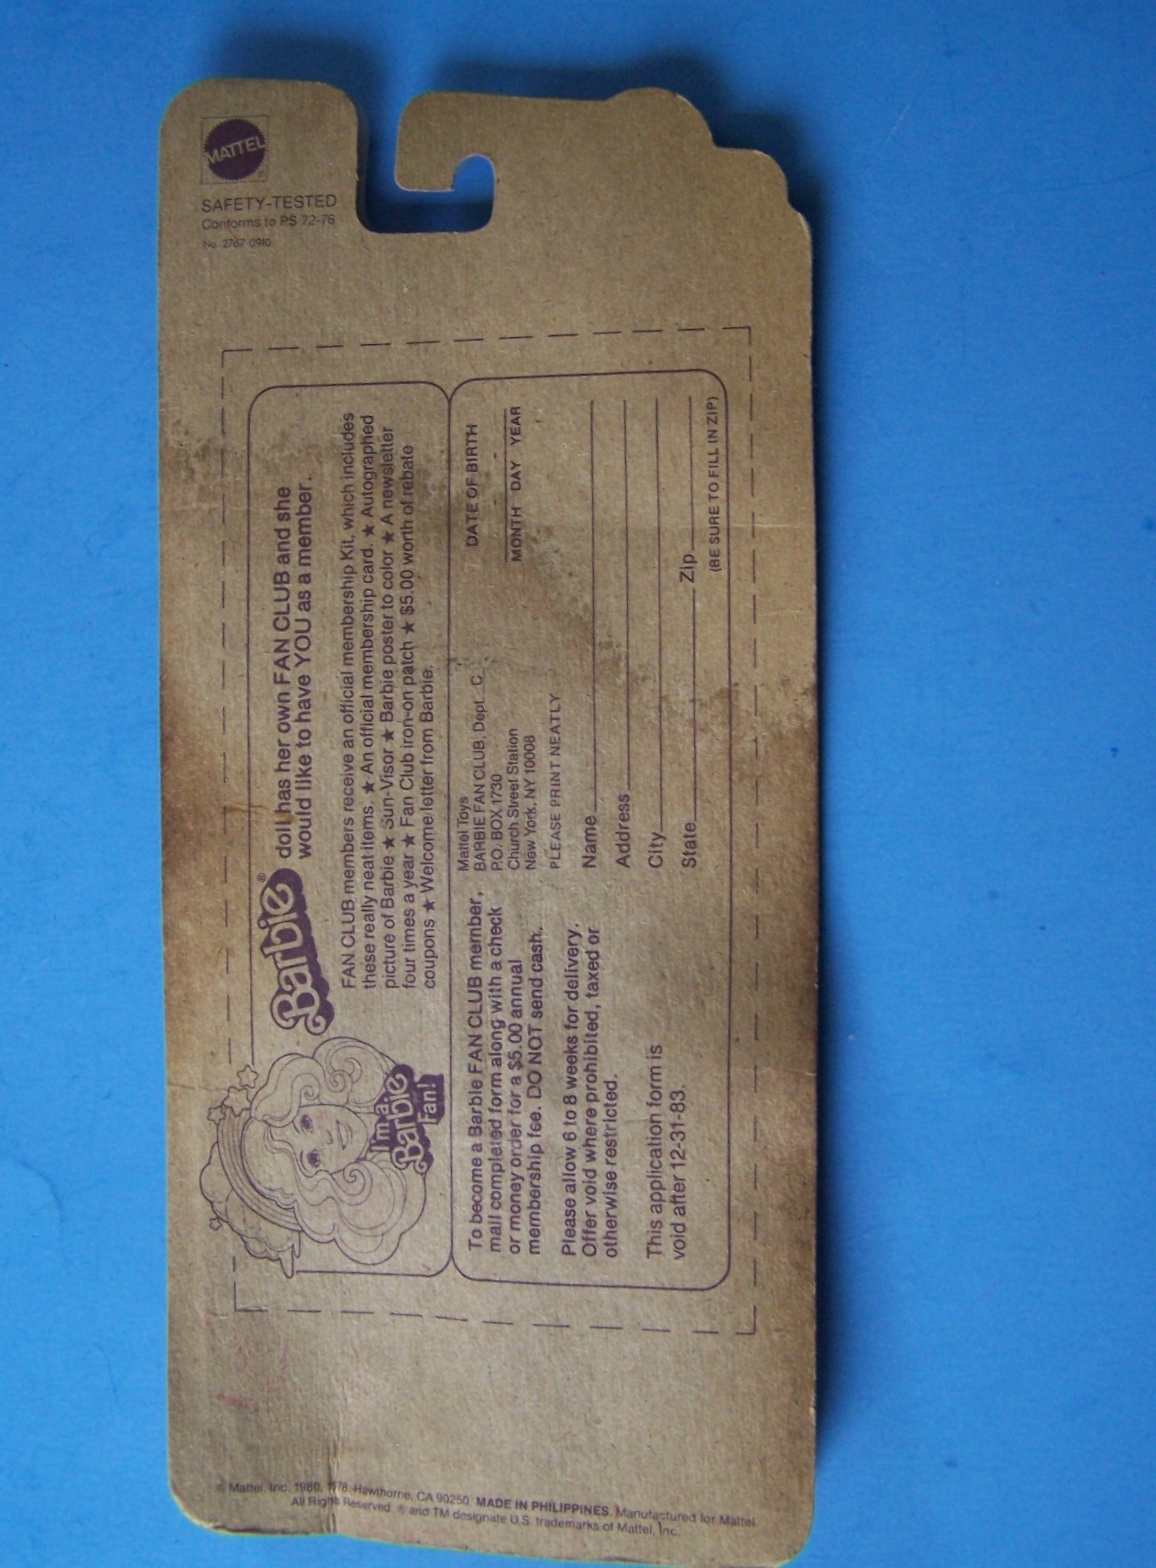 MATTEL
SAFETY-TESTED
Conforms to PS 72-76
No. 2787-0910
Barbie® doll has her own FAN CLUB and she
would like to have YOU as a member.
FAN CLUB members receive an official membership Kit, which includes
these really neat items. ★ An official membership card. ★ Autographed
picture of Barbie ★ Sun-Visor ★ Barbie poster to color ★ A newsletter
four times a year ★ Fan Club iron-on patch ★ $5.00 worth of rebate
coupons ★ Welcome letter from Barbie.
I'm a
Barbie
fan!
To become a Barbie FAN CLUB member,
mail completed form along with a check
or money order for a $5.00 annual
membership fee. DO NOT send cash.
Please allow 6 to 8 weeks for delivery.
Offer void where prohibited, taxed or
otherwise restricted.
This application form is
void after 12-31-83.
Mattel Toys
BARBIE FAN CLUB, Dept. C
P.O. BOX 1730
Church Street Station
New York, NY 10008
DATE OF BIRTH
MONTH DAY YEAR
PLEASE PRINT NEATLY
Name
Address
City
State Zip
(BE SURE TO FILL IN ZIP)
© Mattel, Inc. 1980, Hawthorne, CA 90250 MADE IN PHILIPPINES. Manufactured for Mattel.
All Rights Reserved. ® and TM designate U.S. trademarks of Mattel, Inc.